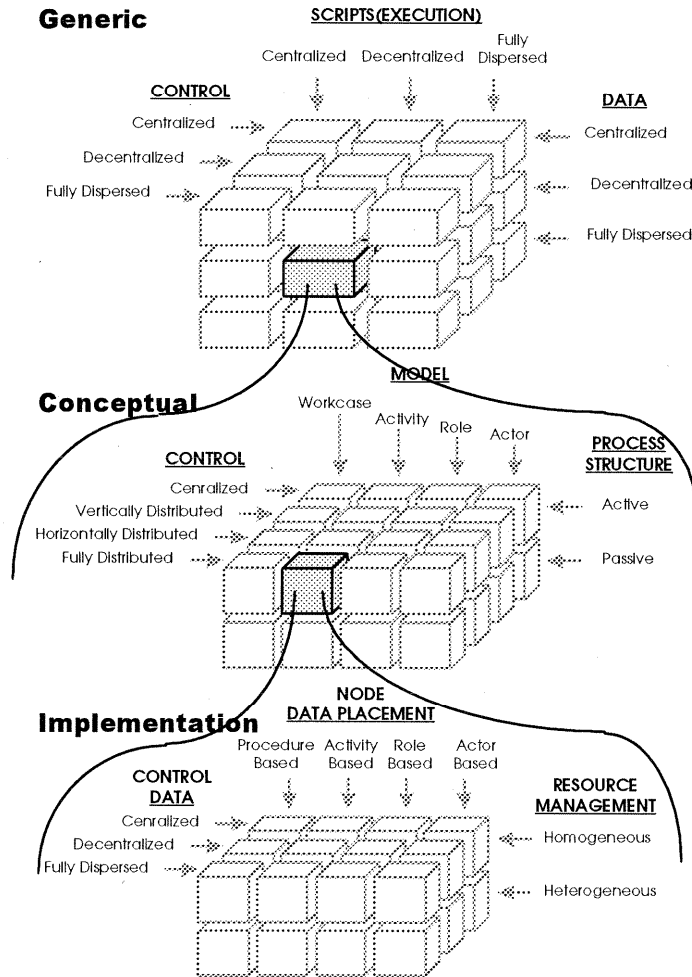 Generic
SCRIPTS(EXECUTION)
Centralized
Decentralized
Fully
Dispersed
CONTROL
Centralized
Decentralized
Fully Dispersed
DATA
Centralized
Decentralized
Fully Dispersed
Conceptual
MODEL
Workcase
Activity
Role
Actor
CONTROL
Cenralized
Vertically Distributed
Horizontally Distributed
Fully Distributed
PROCESS
STRUCTURE
Active
Passive
Implementation
NODE
DATA PLACEMENT
Procedure
Based
Activity
Based
Role
Based
Actor
Based
CONTROL
DATA
Cenralized
Decentralized
Fully Dispersed
RESOURCE
MANAGEMENT
Homogeneous
Heterogeneous